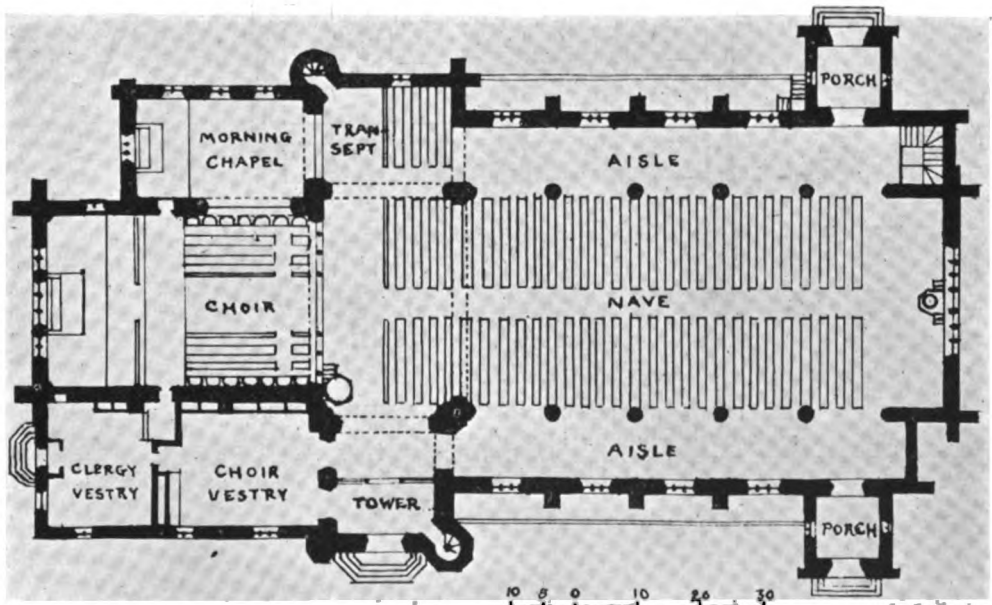 PORCH
MORNING
CHAPEL
TRAN
SEPT
AISLE
CHOIR
NAVE
AISLE
CLERGY
VESTRY
CHOIR
VESTRY
TOWER
PORCH
10 5 0 10 20 30